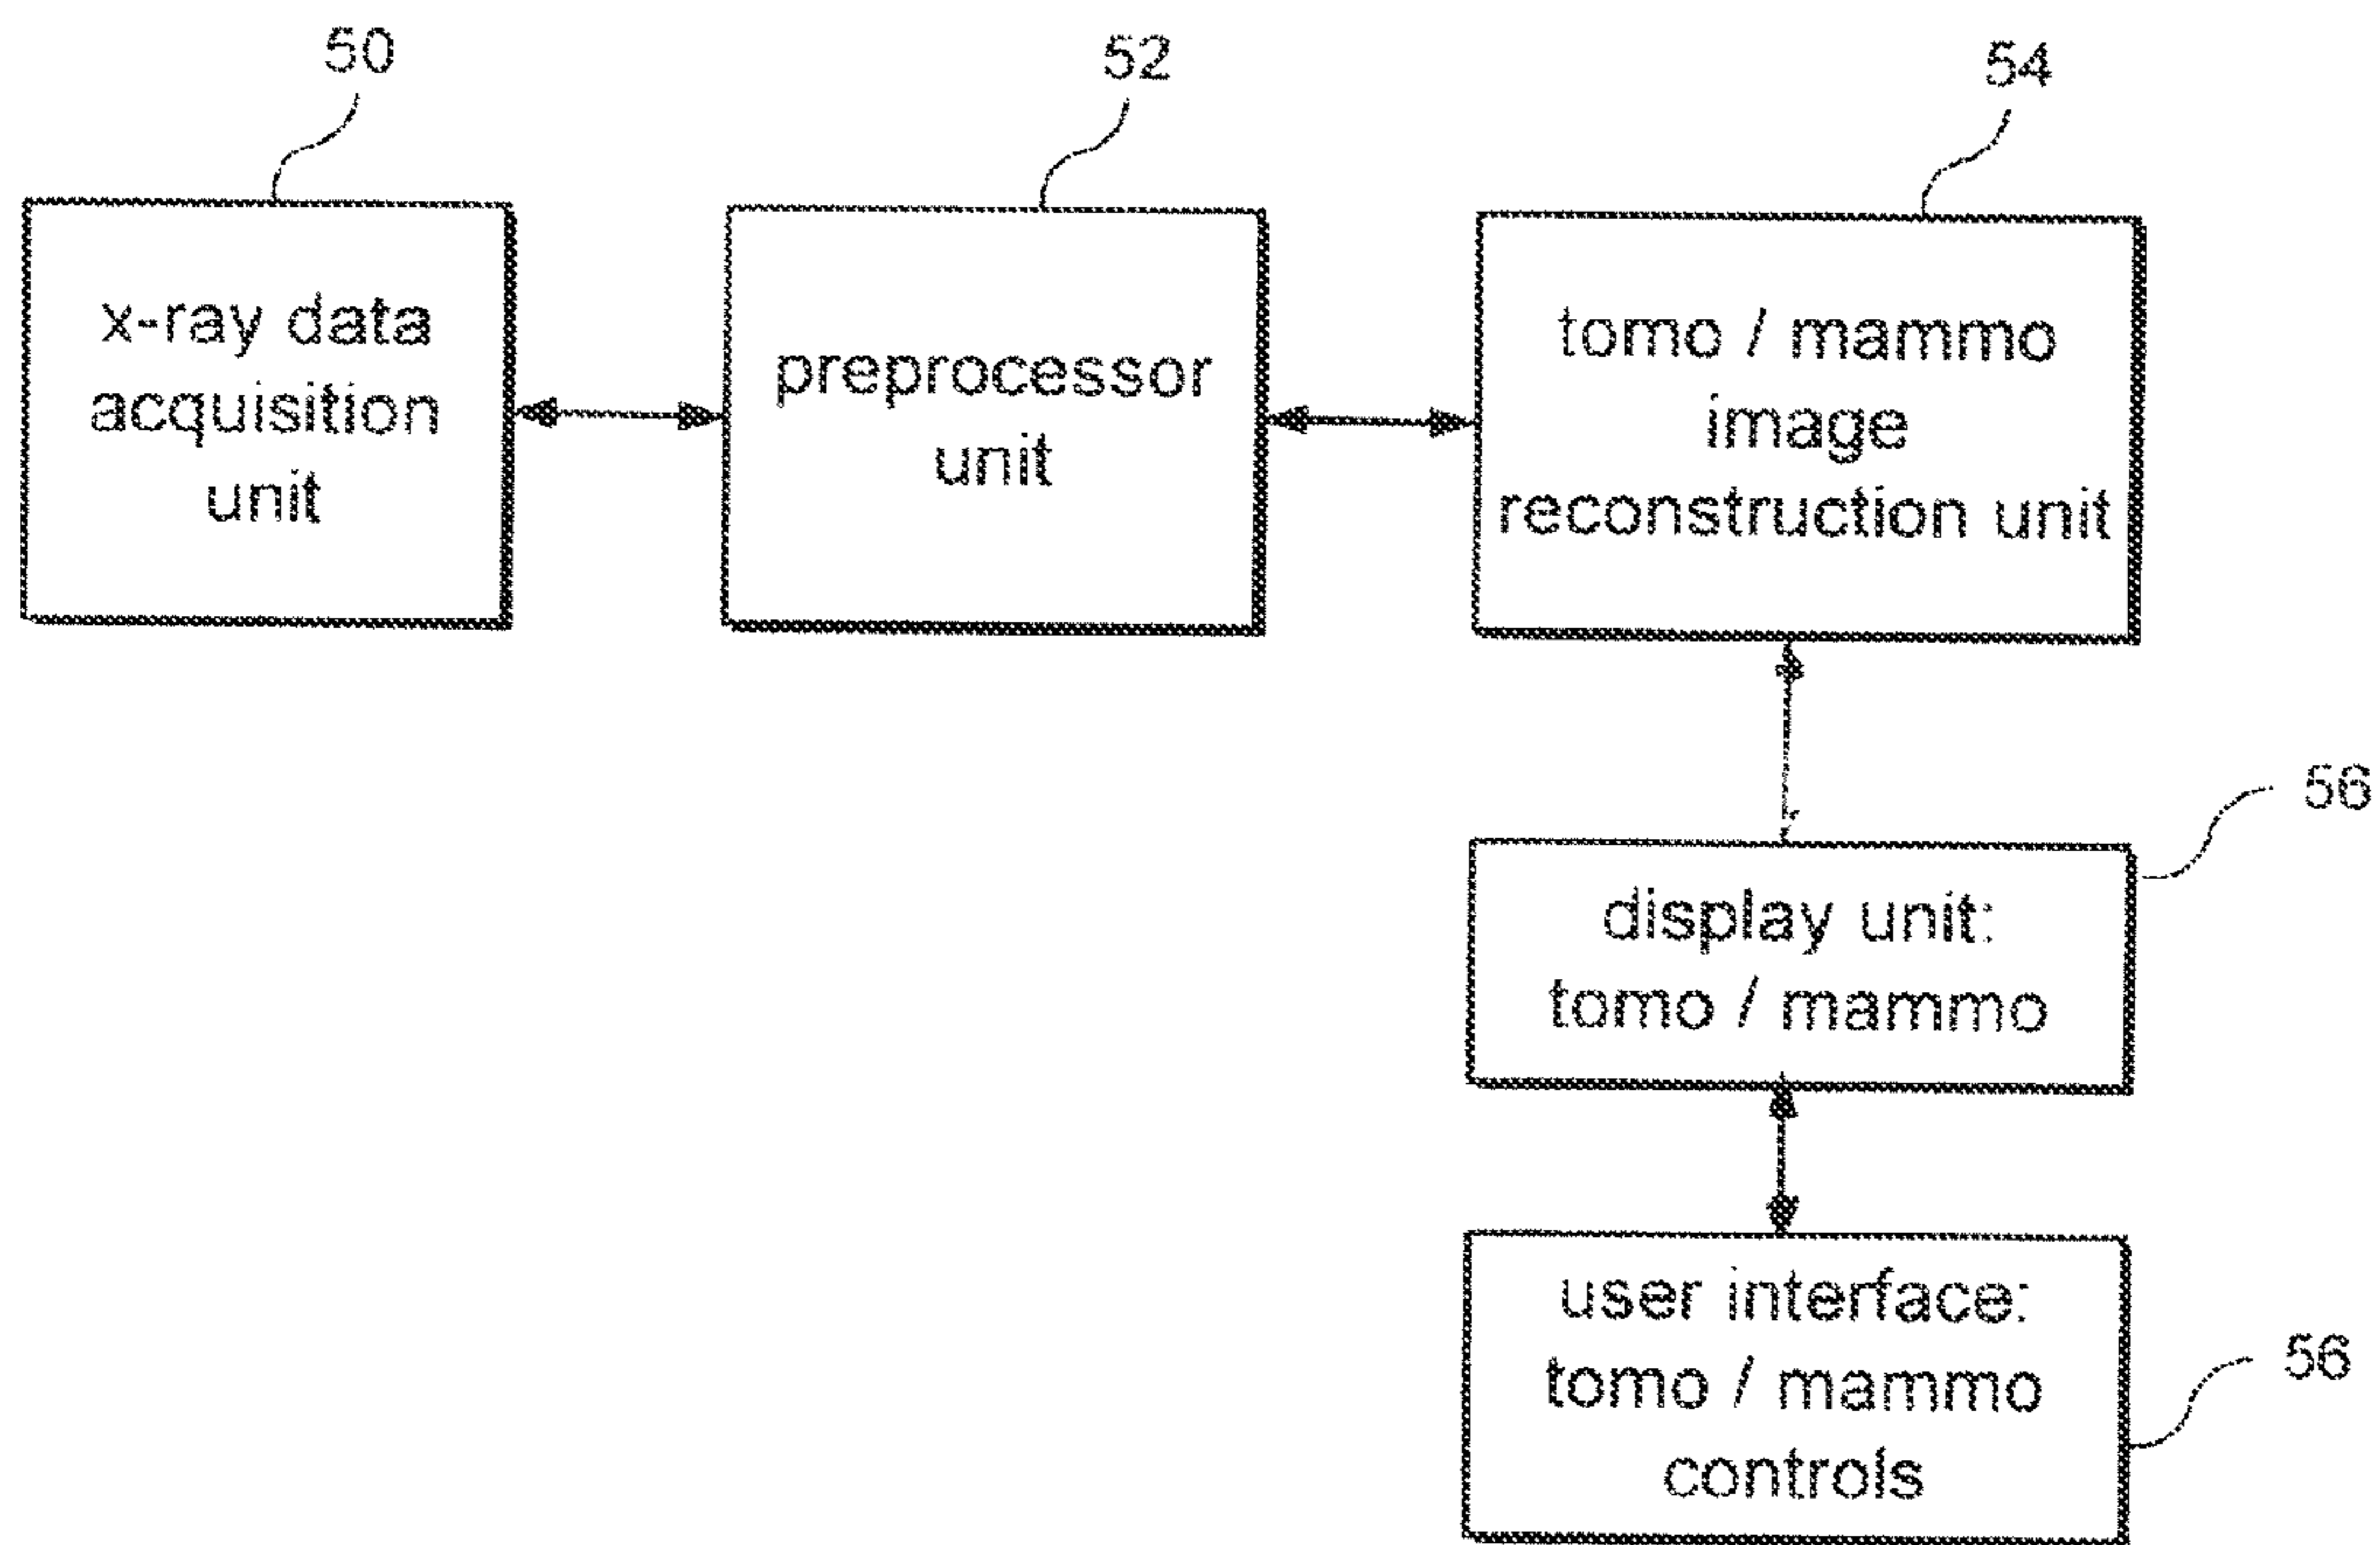 50
52
54
x-ray data
acquisition
unit
preprocessor
unit
tomo / mammo
image
reconstruction unit
56
display unit:
tomo / mammo
user interface:
tomo / mammo
controls
56